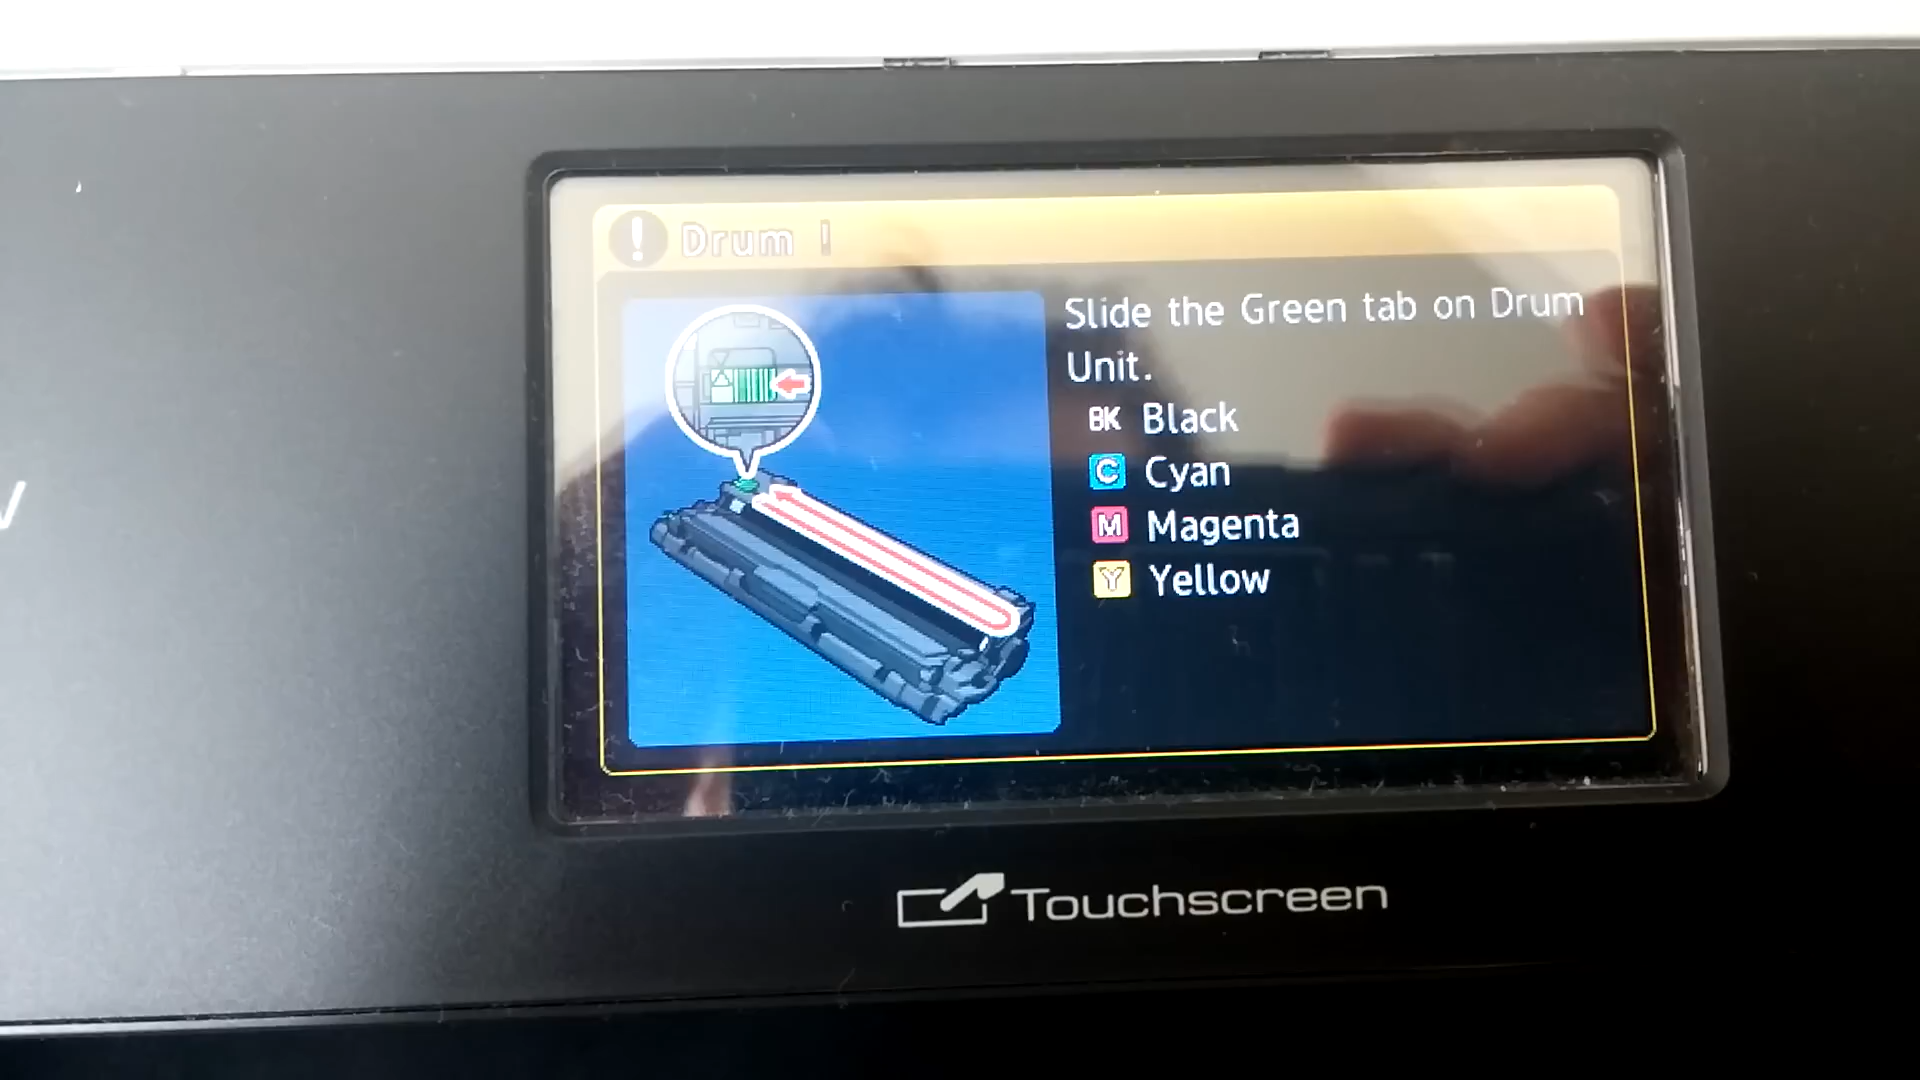 Drum !
Slide the Green tab on Drum
Unit.
BK Black
C Cyan
M Magenta
Y Yellow
Touchscreen